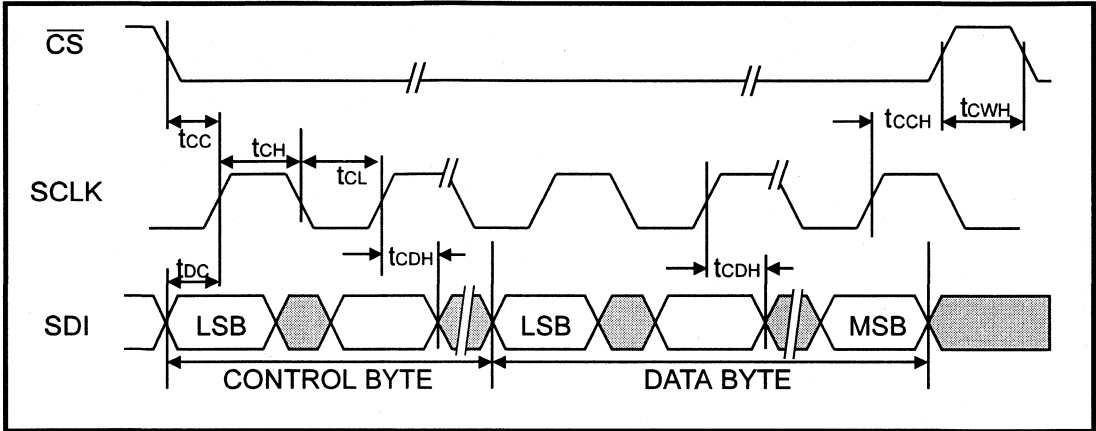 CS
tCC
tCH
tCL
tCCH
tCWH
SCLK
tDC
tCDH
tCDH
SDI
LSB
LSB
MSB
CONTROL BYTE
DATA BYTE